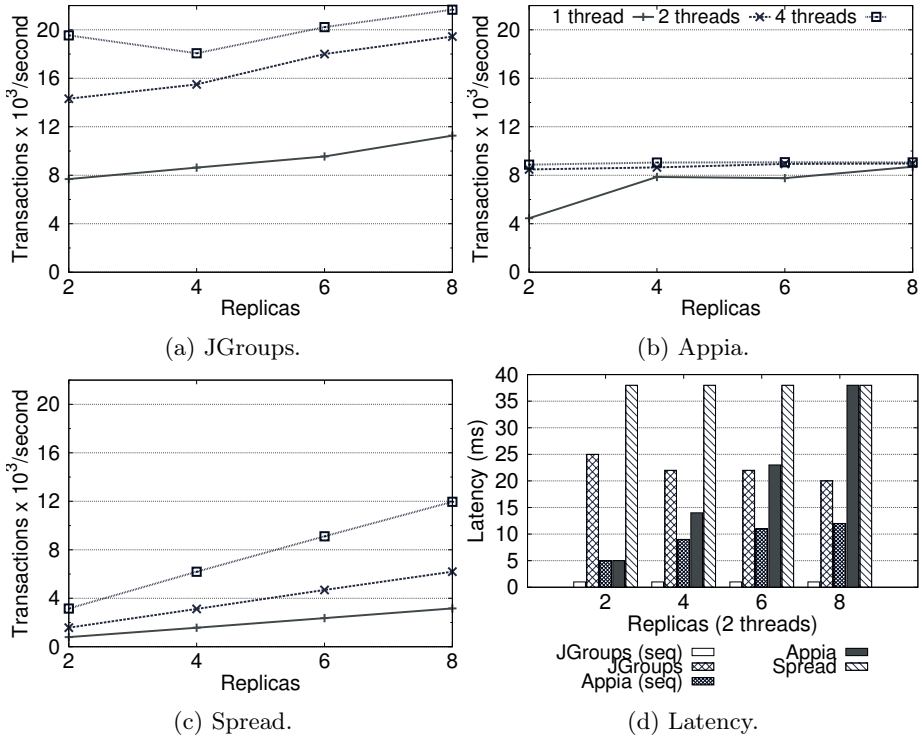 20
16
12
8
4
0
2 4 6 8
Transactions x 10^3/second
Replicas
(a) JGroups.
1 thread 2 threads 4 threads
20
16
12
8
4
0
2 4 6 8
Transactions x 10^3/second
Replicas
(b) Appia.
20
16
12
8
4
0
2 4 6 8
Transactions x 10^3/second
Replicas
(c) Spread.
40
35
30
25
20
15
10
5
0
2 4 6 8
Latency (ms)
Replicas (2 threads)
JGroups (seq)
JGroups
Appia (seq)
Appia
Spread
(d) Latency.